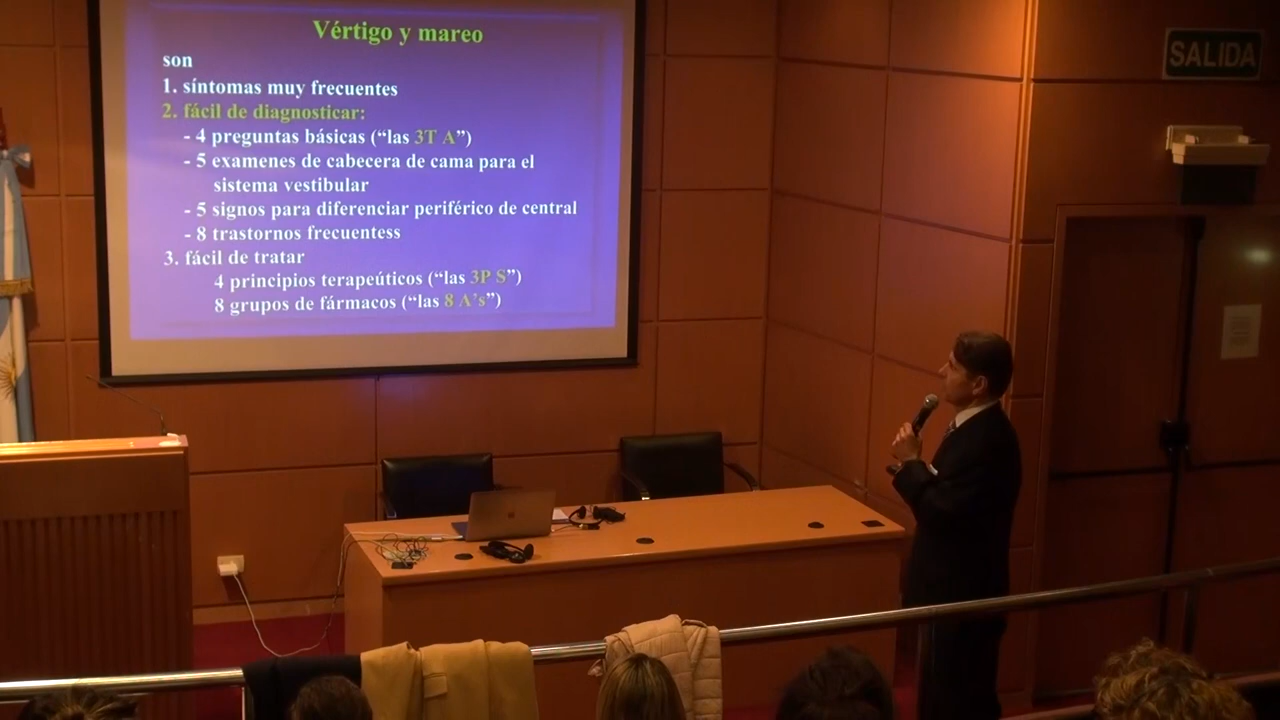 Vértigo y mareo
son
1. síntomas muy frecuentes
2. fácil de diagnosticar:
- 4 preguntas básicas (“las 3T A”)
- 5 examenes de cabecera de cama para el
sistema vestibular
- 5 signos para diferenciar periférico de central
- 8 trastornos frecuentess
3. fácil de tratar
4 principios terapeúticos (“las 3P S”)
8 grupos de fármacos (“las 8 A's”)
SALIDA